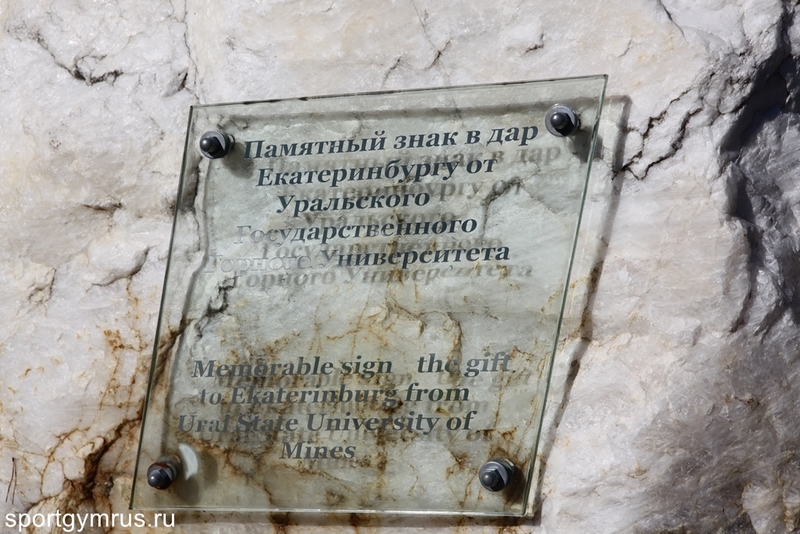 Памятный знак в дар
Екатеринбургу от
Уральского
Государственного
Горного Университета
Memorable sign the gift
to Ekaterinburg from
Ural State University of
Mines
sportgymrus.ru